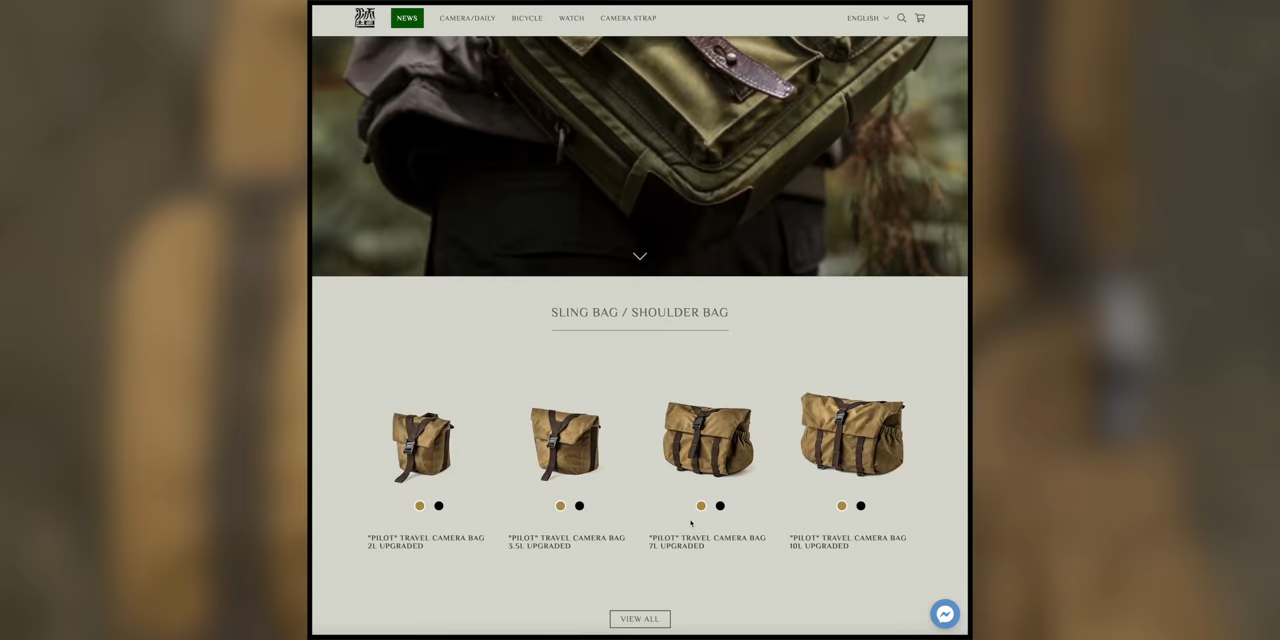 NEWS
CAMERA/DAILY
BICYCLE
WATCH
CAMERA STRAP
ENGLISH
SLING BAG / SHOULDER BAG
"PILOT" TRAVEL CAMERA BAG
2L UPGRADED
"PILOT" TRAVEL CAMERA BAG
3.5L UPGRADED
"PILOT" TRAVEL CAMERA BAG
7L UPGRADED
"PILOT" TRAVEL CAMERA BAG
10L UPGRADED
VIEW ALL